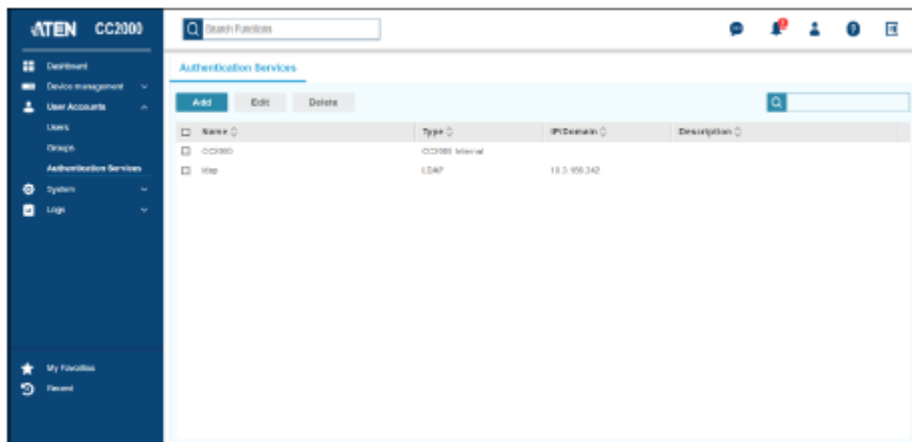 ATEN CC2000
Search Functions
Dashboard
Device management
User Accounts
Users
Groups
Authentication Services
System
Logs
My Favorites
Recent
Authentication Services
Add Edit Delete
Name Type IP/Domain Description
CC2000 CC2000 Internal
ldap LDAP